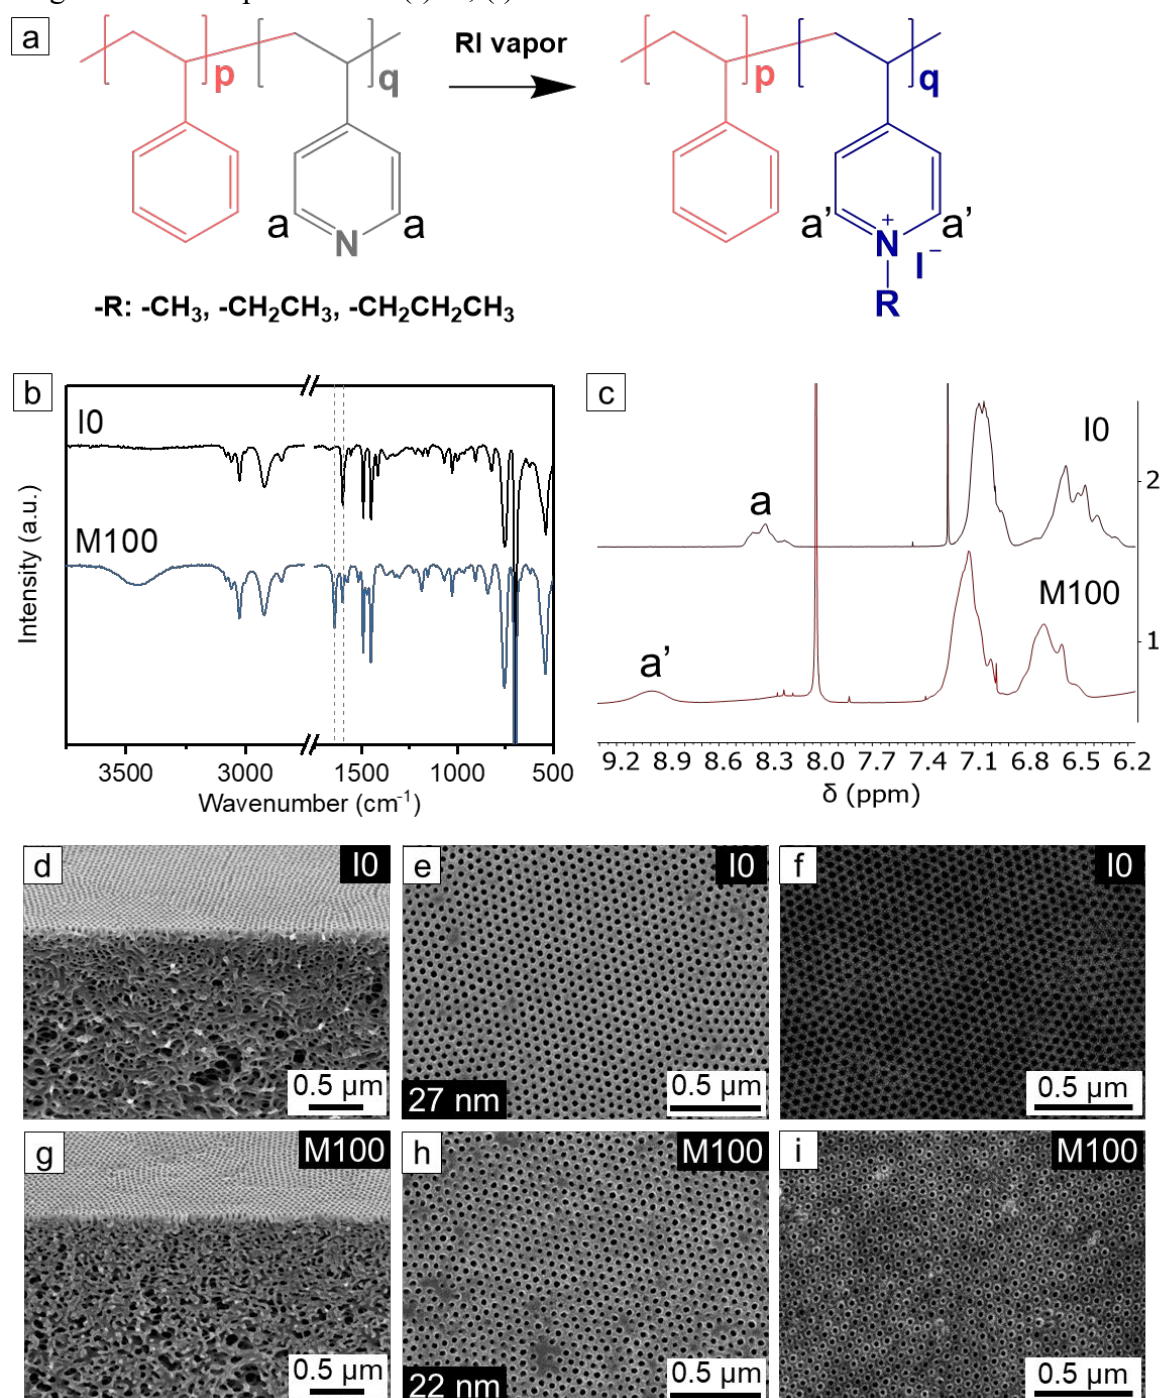 a
RI vapor
p
q
p
q
a
a
N
a'
a'
N
+
I
−
R
-R: -CH₃, -CH₂CH₃, -CH₂CH₂CH₃
b
I0
M100
Intensity (a.u.)
3500
3000
1500
1000
500
Wavenumber (cm⁻¹)
c
I0
a
M100
a'
2
1
9.2 8.9 8.6 8.3 8.0 7.7 7.4 7.1 6.8 6.5 6.2
δ (ppm)
d
I0
0.5 µm
e
I0
27 nm
0.5 µm
f
I0
0.5 µm
g
M100
0.5 µm
h
M100
22 nm
0.5 µm
i
M100
0.5 µm